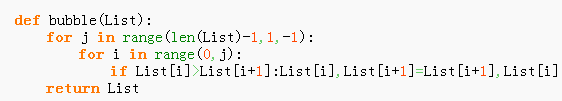 def bubble(List):
    for j in range(len(List)-1,1,-1):
        for i in range(0,j):
            if List[i]>List[i+1]:List[i],List[i+1]=List[i+1],List[i]
    return List